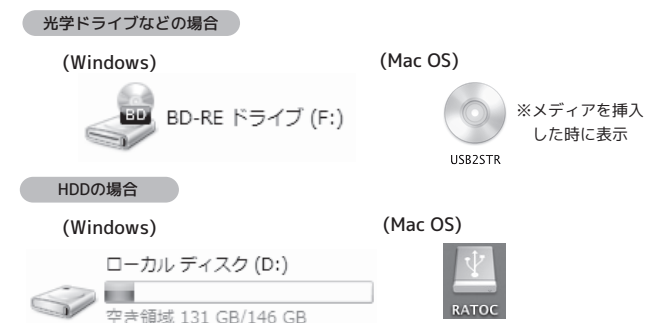 光学ドライブなどの場合
(Windows)
(Mac OS)
BD
BD-RE ドライブ (F:)
※メディアを挿入
した時に表示
USB2STR
HDDの場合
(Windows)
(Mac OS)
ローカル ディスク (D:)
空き領域 131 GB/146 GB
RATOC